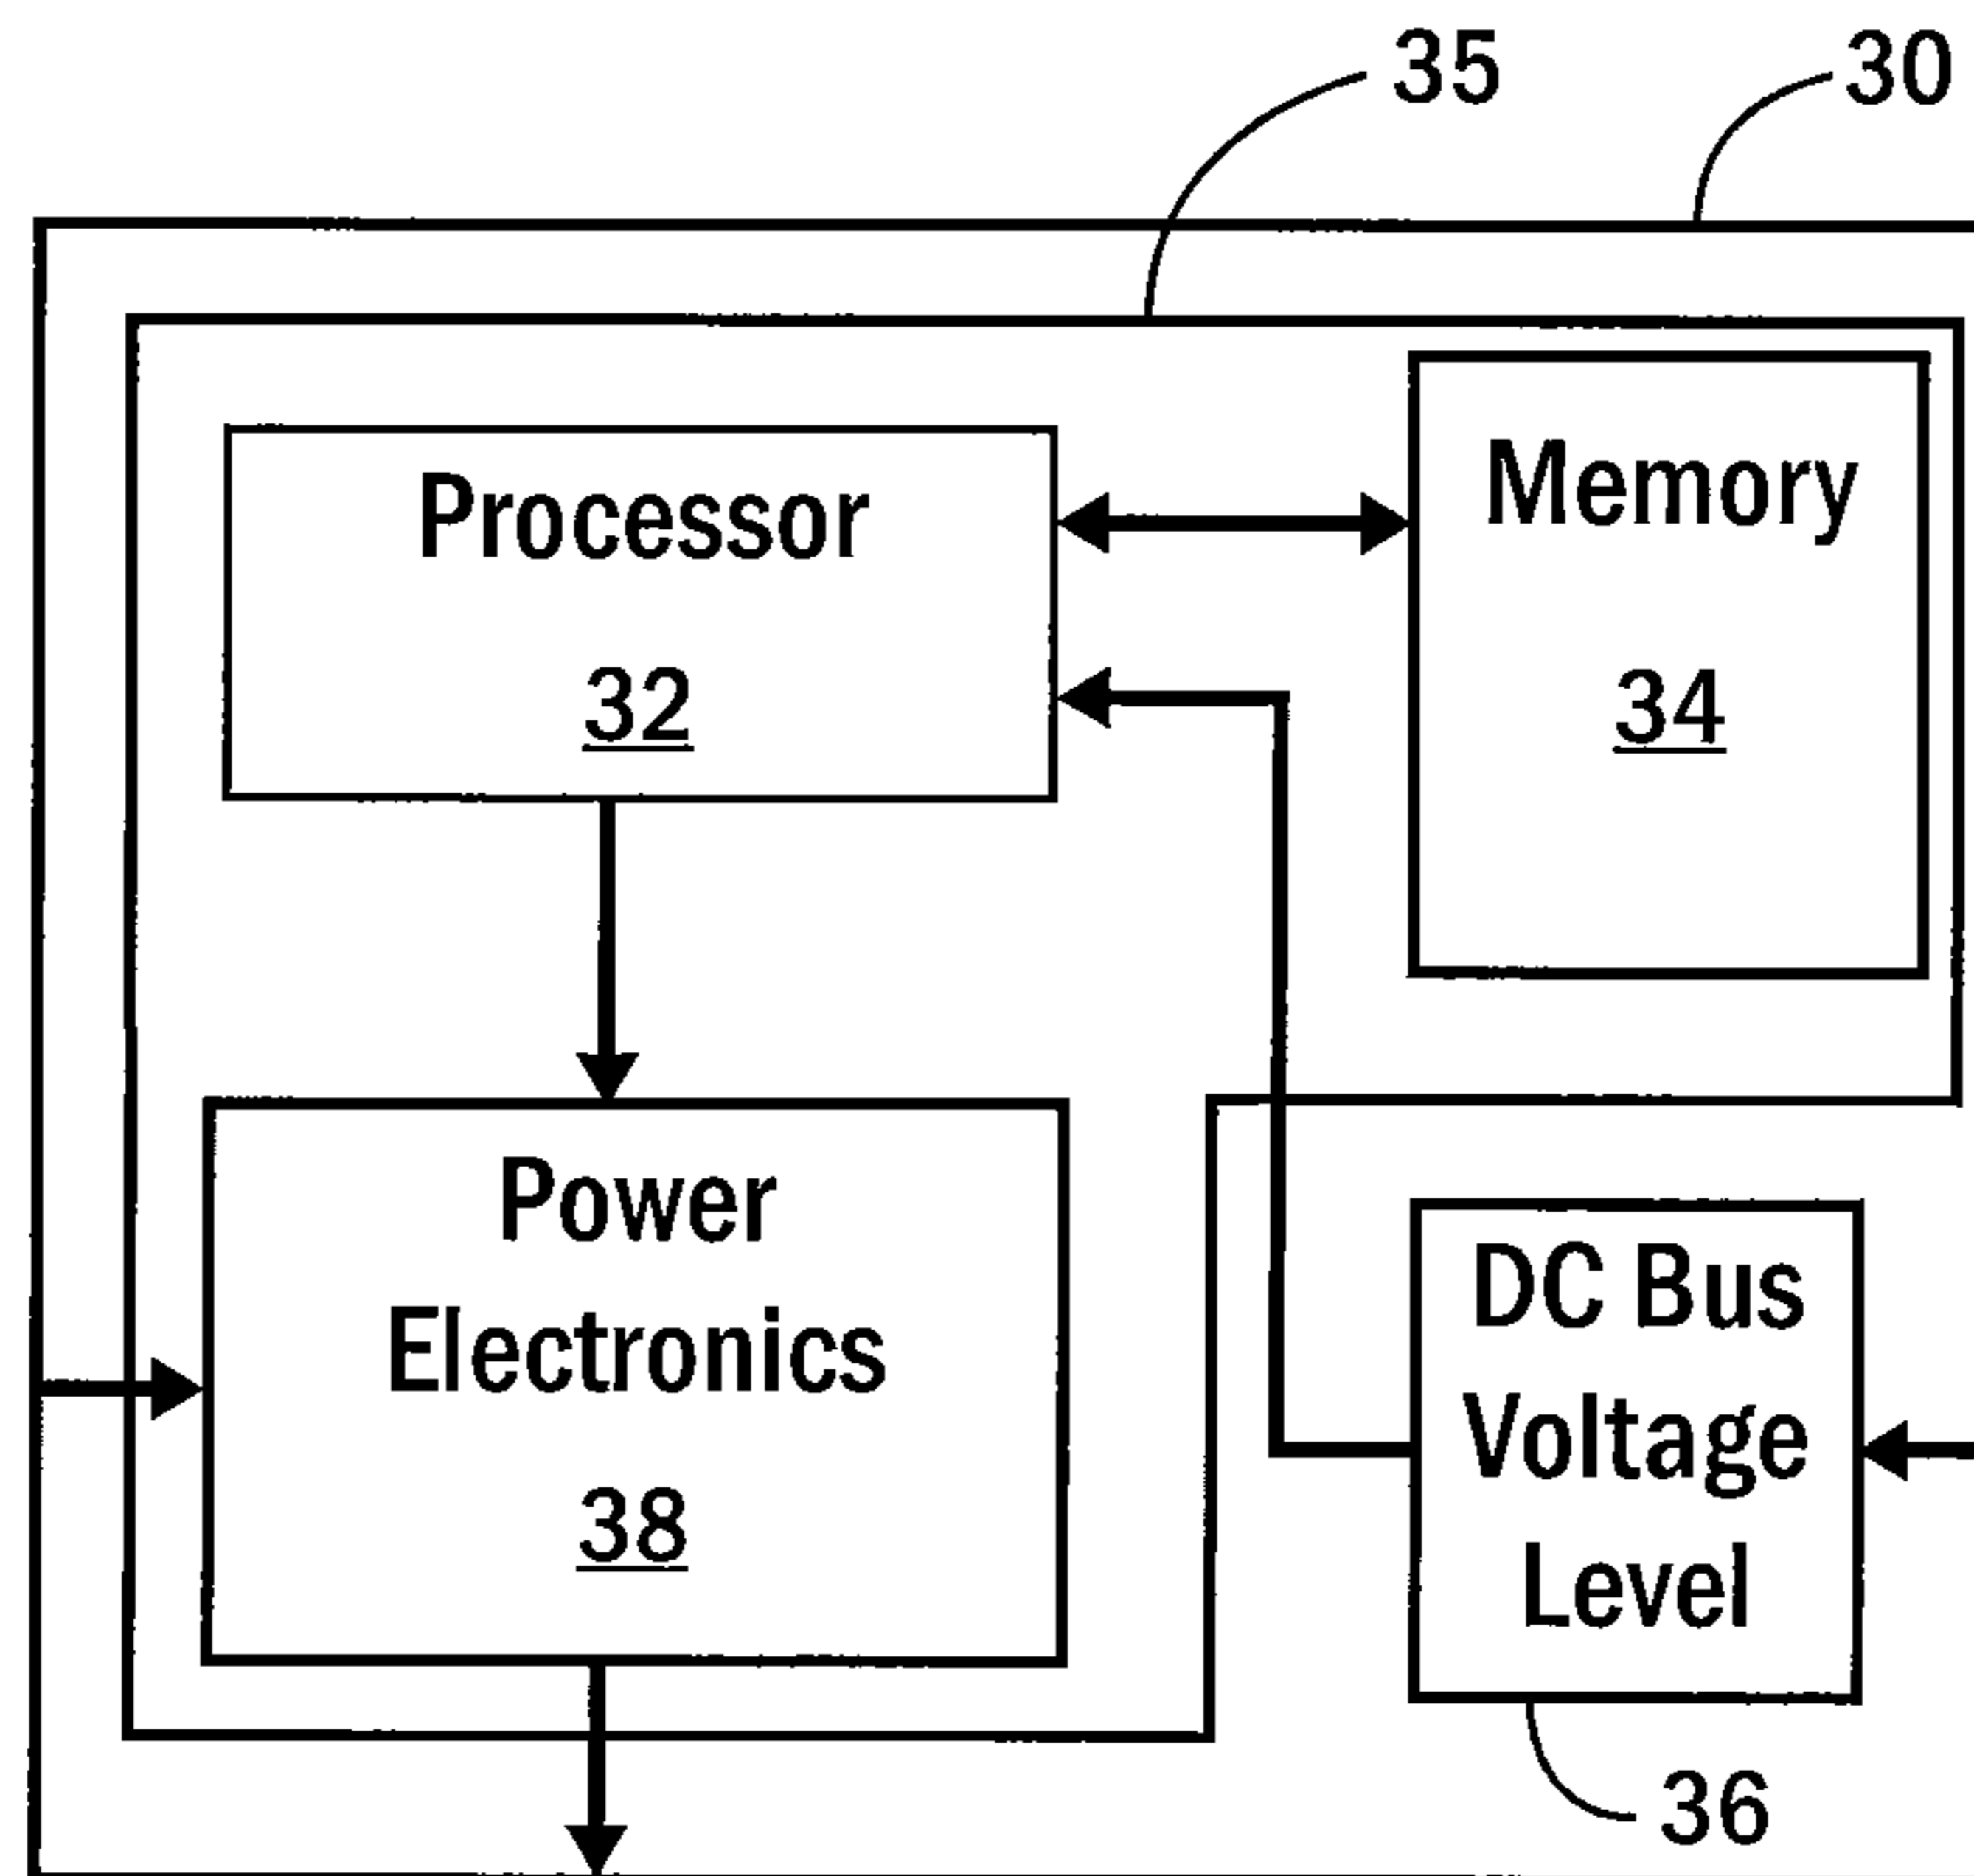 35
30
Processor
32
Memory
34
Power
Electronics
38
DC Bus
Voltage
Level
36